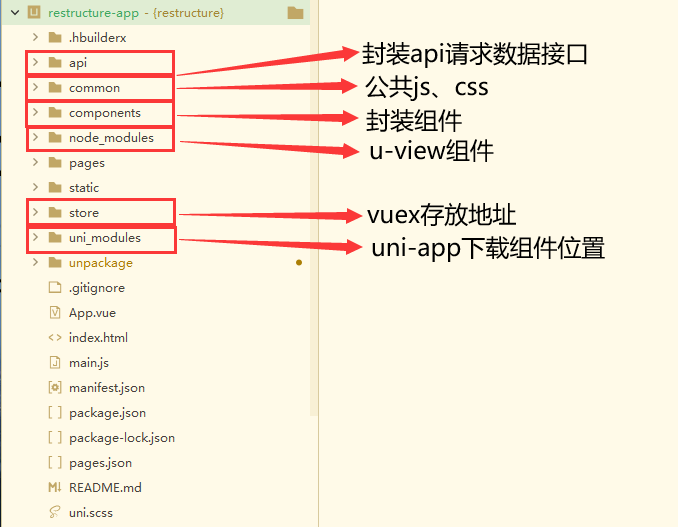 restructure-app - {restructure}
.hbuilderx
api
封装api请求数据接口
common
公共js、css
components
封装组件
node_modules
u-view组件
pages
static
store
vuex存放地址
uni_modules
uni-app下载组件位置
unpackage
.gitignore
App.vue
index.html
main.js
manifest.json
package.json
package-lock.json
pages.json
README.md
uni.scss